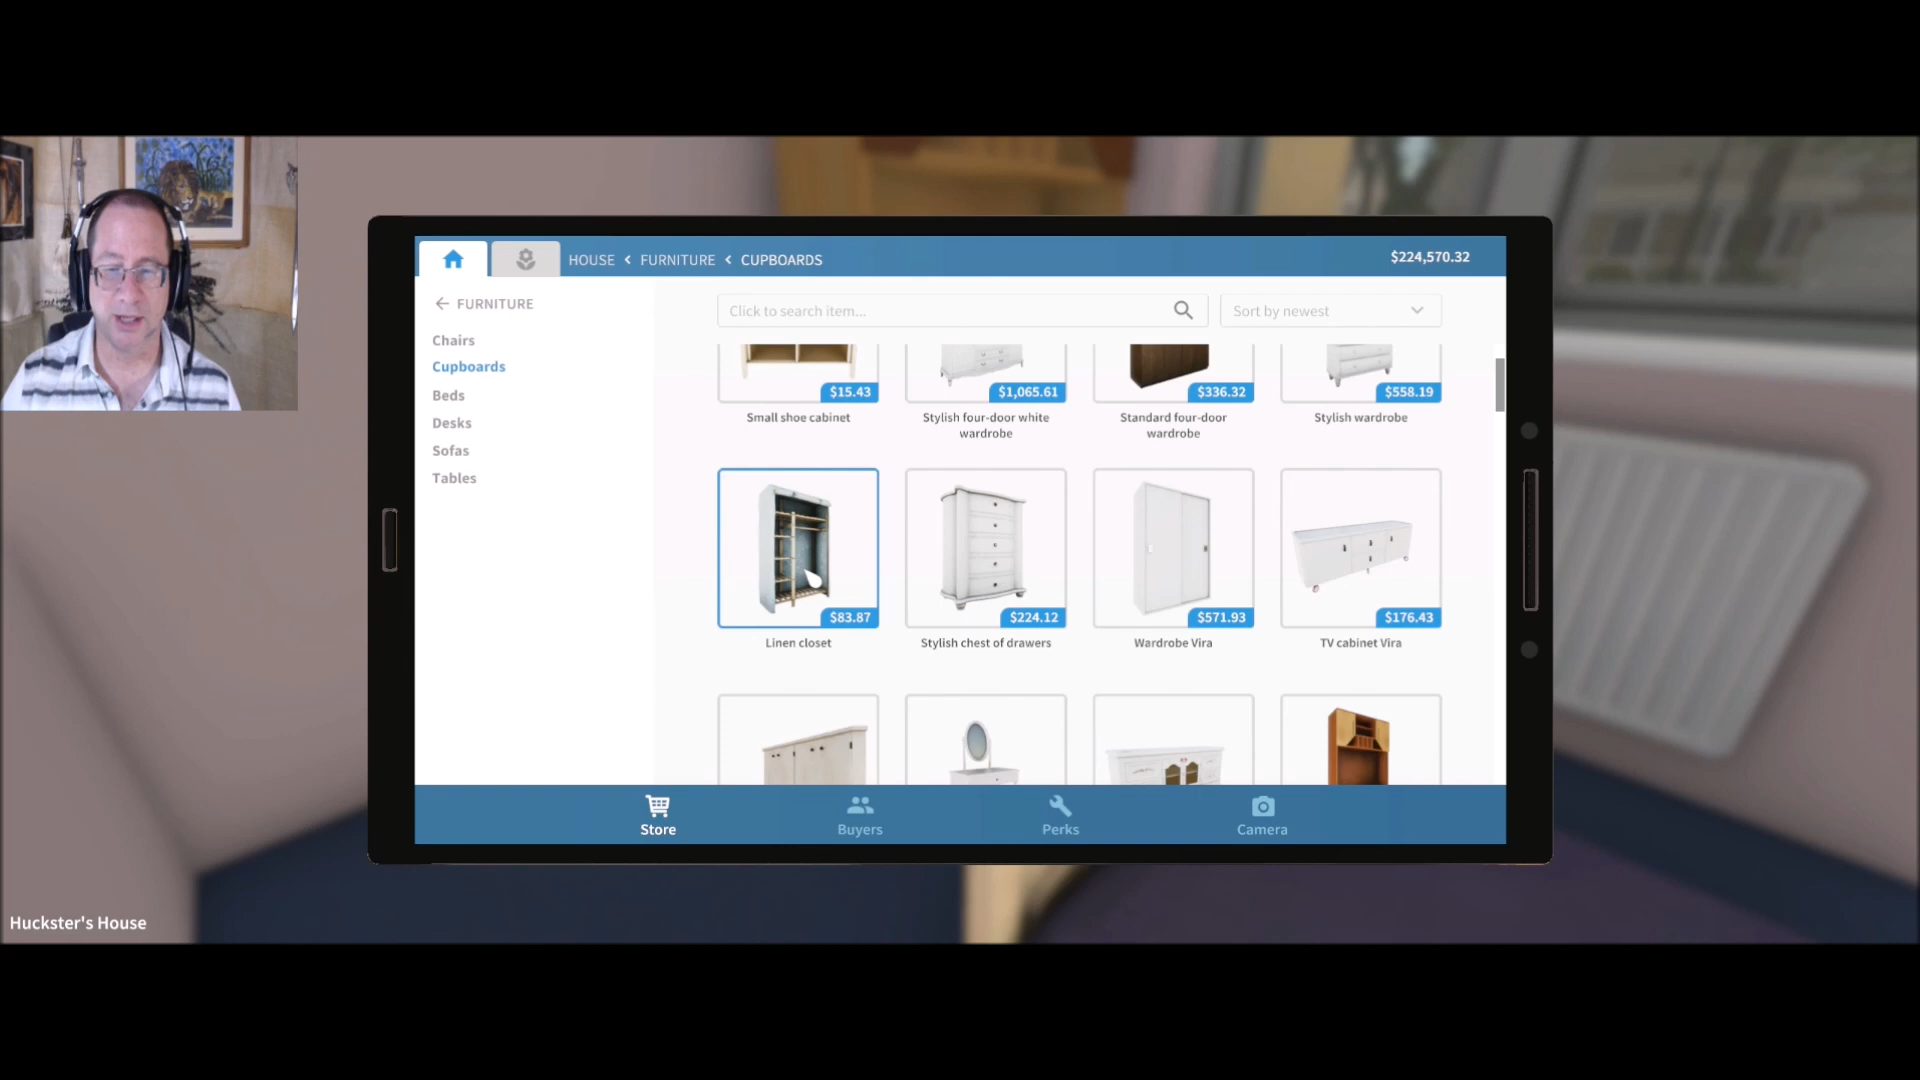 HOUSE < FURNITURE < CUPBOARDS
$224,570.32
FURNITURE
Chairs
Cupboards
Beds
Desks
Sofas
Tables
Click to search item...
Sort by newest
$15.43
$1,065.61
$336.32
$558.19
Small shoe cabinet
Stylish four-door white
wardrobe
Standard four-door
wardrobe
Stylish wardrobe
$83.87
$224.12
$571.93
$176.43
Linen closet
Stylish chest of drawers
Wardrobe Vira
TV cabinet Vira
Store
Buyers
Perks
Camera
Huckster's House